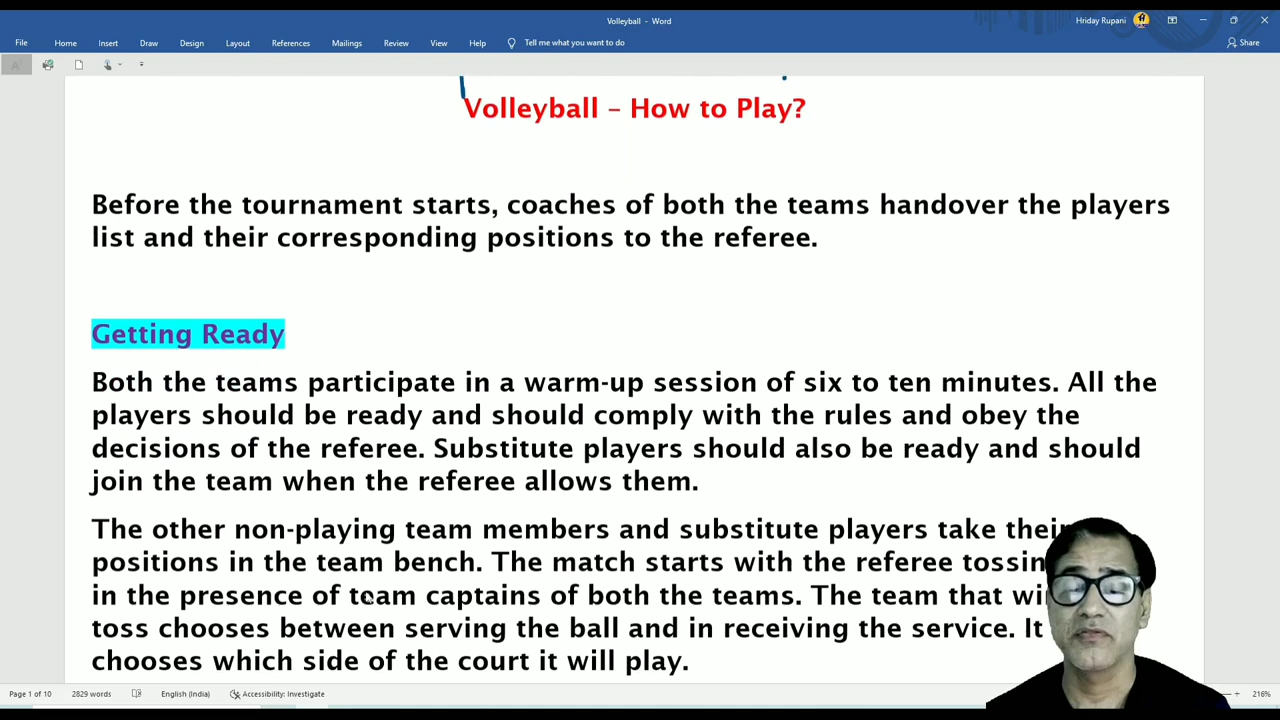 Volleyball - Word
Hriday Rupani
File Home Insert Draw Design Layout References Mailings Review View Help Tell me what you want to do
Share
Volleyball – How to Play?
Before the tournament starts, coaches of both the teams handover the players
list and their corresponding positions to the referee.
Getting Ready
Both the teams participate in a warm-up session of six to ten minutes. All the
players should be ready and should comply with the rules and obey the
decisions of the referee. Substitute players should also be ready and should
join the team when the referee allows them.
The other non-playing team members and substitute players take their
positions in the team bench. The match starts with the referee
in the presence of team captains of both the teams. The team that
toss chooses between serving the ball and in receiving the service. It
chooses which side of the court it will play.
Page 1 of 10 2829 words English (India) Accessibility: Investigate 216%